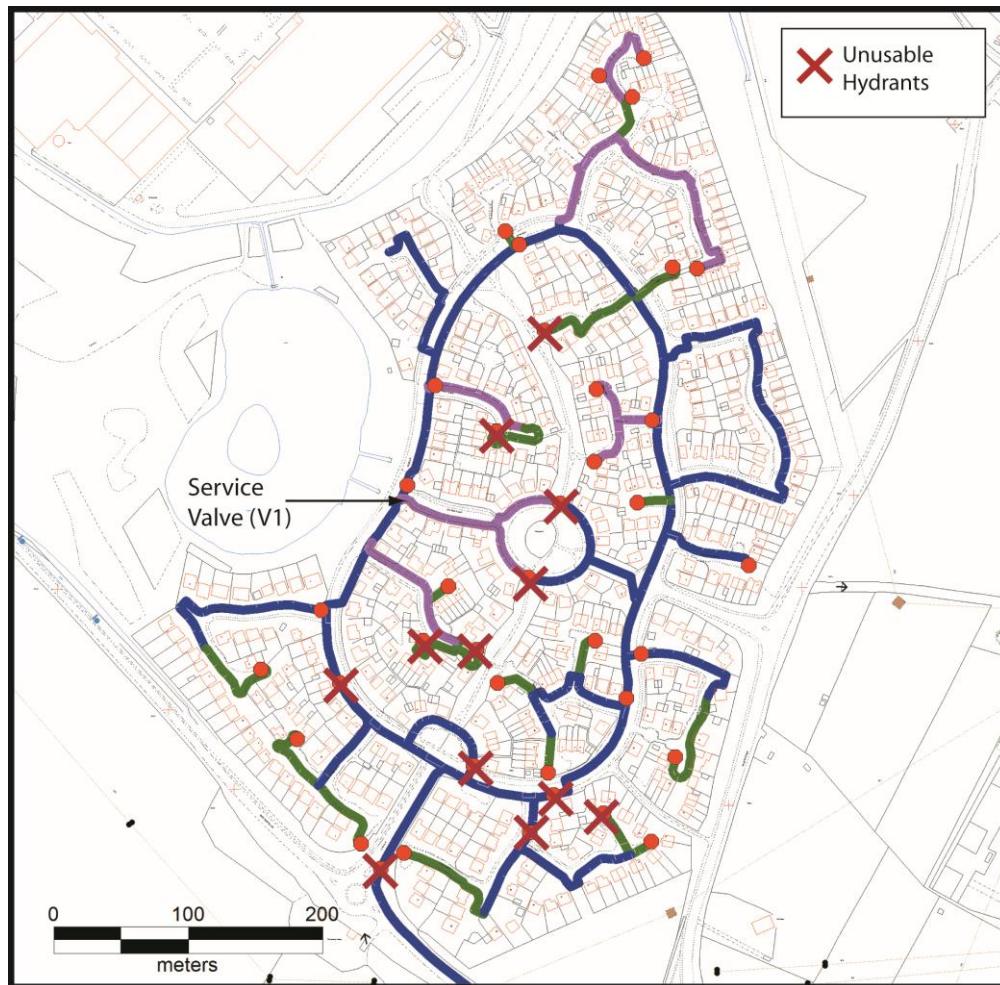 Unusable
Hydrants
Service
Valve (V1)
0 100 200
meters